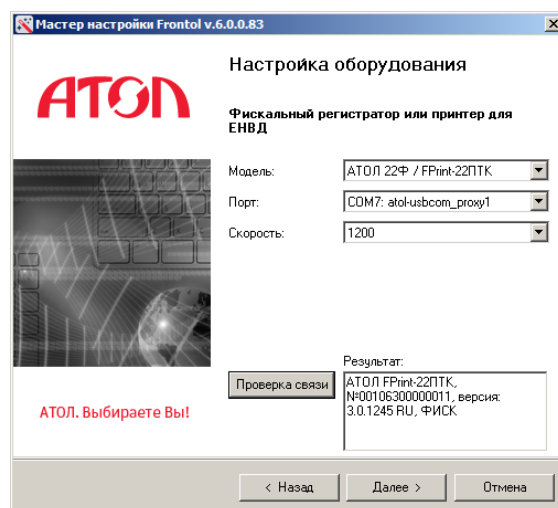 Мастер настройки Frontol v.6.0.0.83
АТОЛ
Настройка оборудования
Фискальный регистратор или принтер для
ЕНВД
Модель:
АТОЛ 22Ф / FPrint-22ПТК
Порт:
COM7: atol-usbcom_proxy1
Скорость:
1200
Результат:
Проверка связи
АТОЛ FPrint-22ПТК,
№00106300000011, версия:
3.0.1245 RU, ФИСК
АТОЛ. Выбираете Вы!
< Назад
Далее >
Отмена